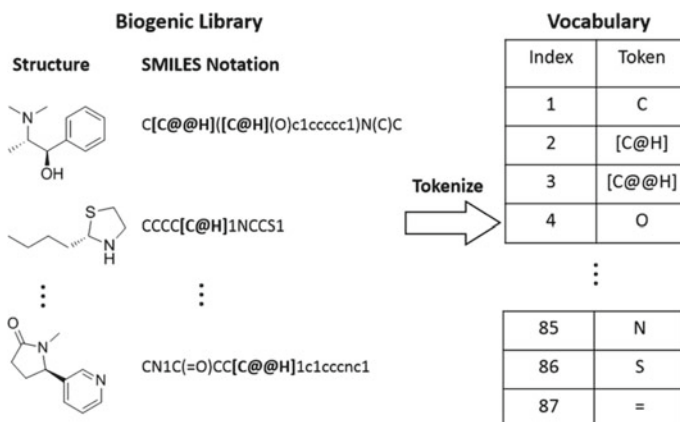 Biogenic Library
Vocabulary
Structure SMILES Notation
Index Token
N
OH
C[C@@H]([C@H](O)c1ccccc1)N(C)C
1 C
2 [C@H]
3 [C@@H]
4 O
Tokenize
S
N
H
CCCC[C@H]1NCCS1
85 N
86 S
87 =
O
N
N
CN1C(=O)CC[C@@H]1c1cccnc1